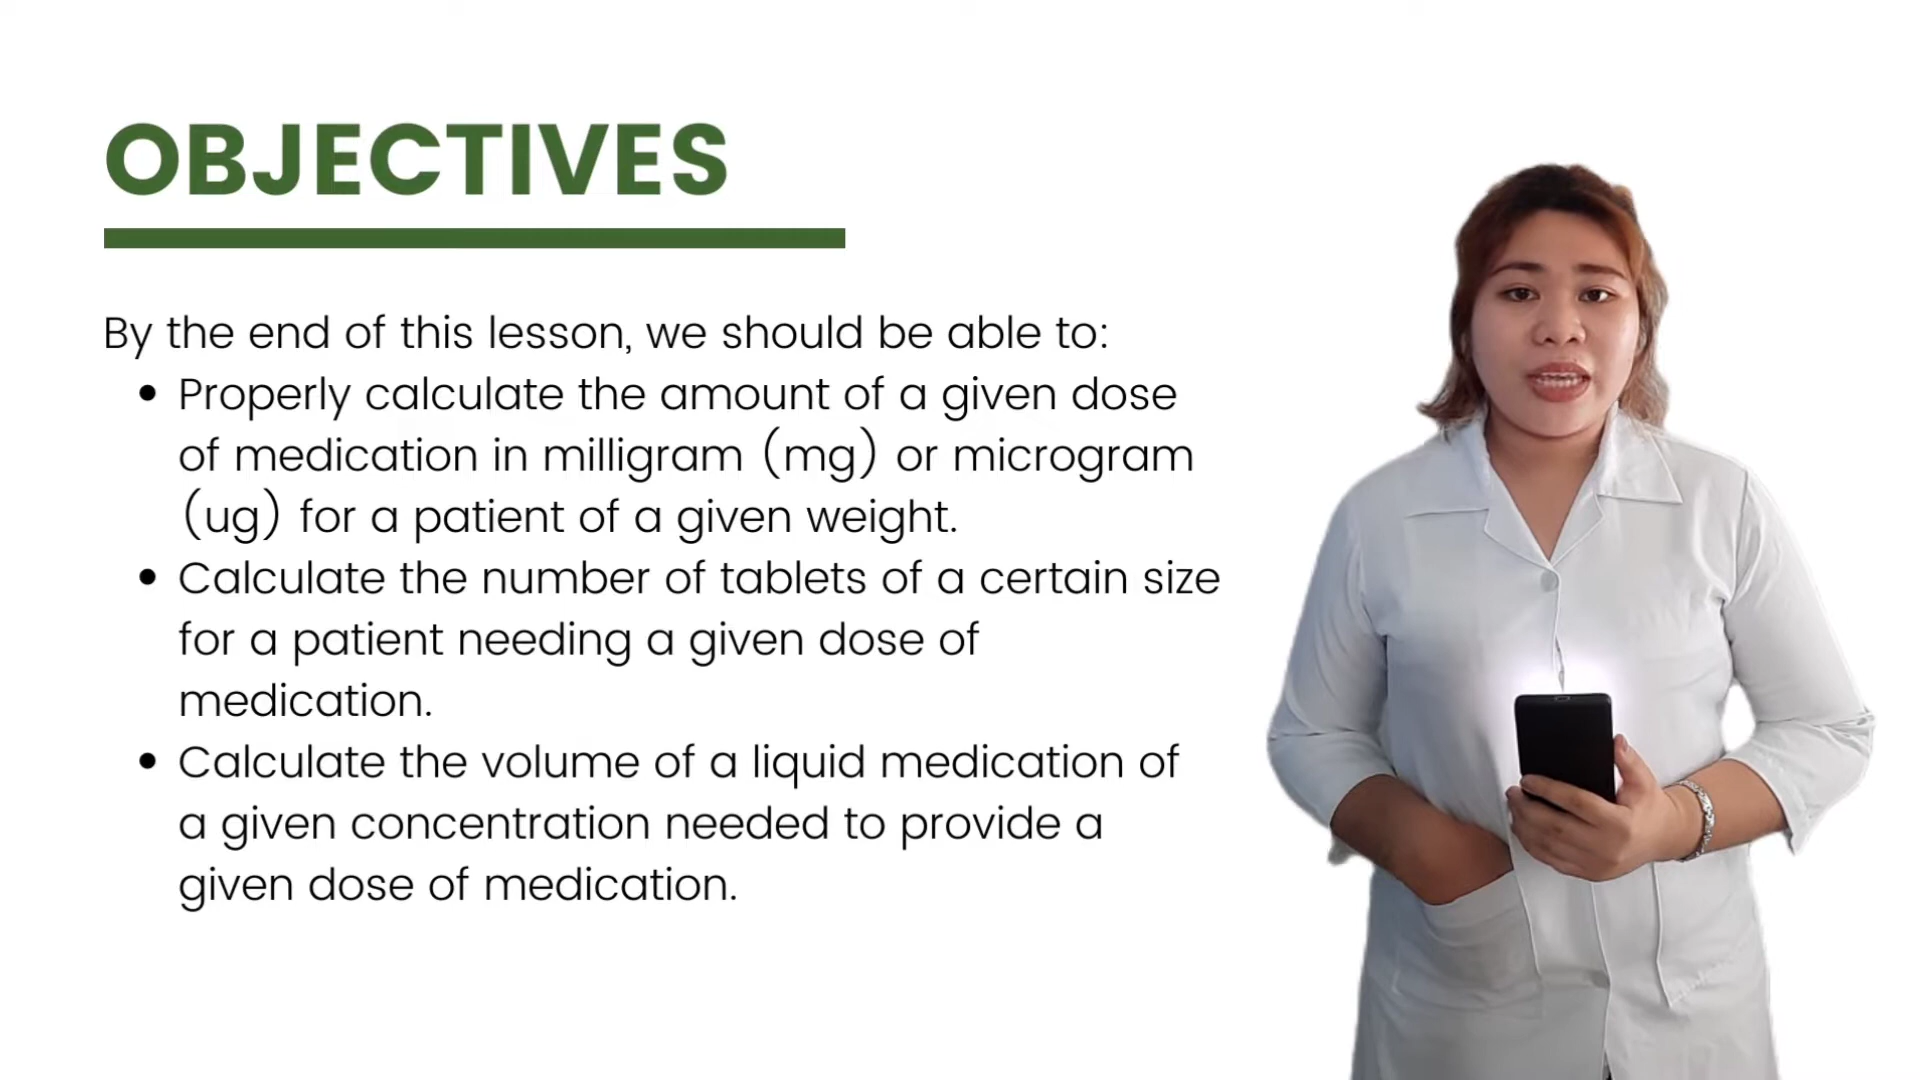 OBJECTIVES
By the end of this lesson, we should be able to:
• Properly calculate the amount of a given dose
of medication in milligram (mg) or microgram
(ug) for a patient of a given weight.
• Calculate the number of tablets of a certain size
for a patient needing a given dose of
medication.
• Calculate the volume of a liquid medication of
a given concentration needed to provide a
given dose of medication.